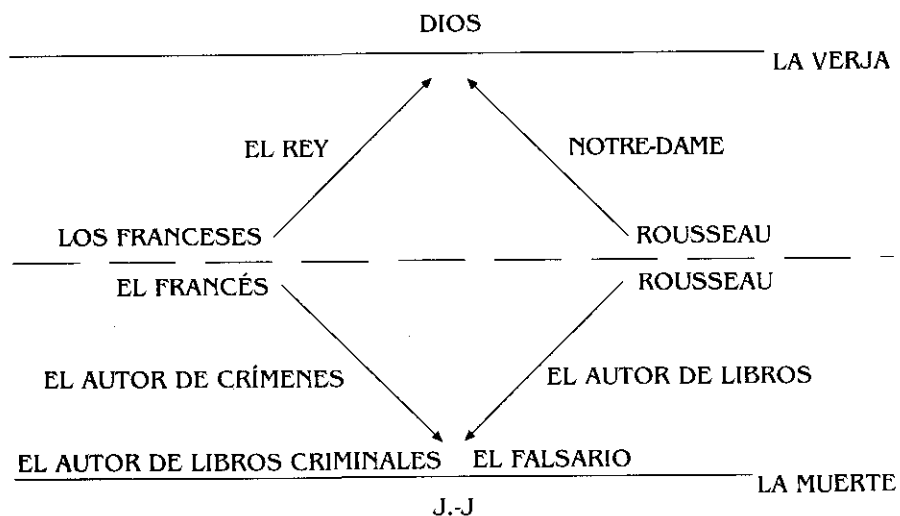 DIOS
LA VERJA
EL REY NOTRE-DAME
LOS FRANCESES ROUSSEAU
EL FRANCÉS ROUSSEAU
EL AUTOR DE CRÍMENES EL AUTOR DE LIBROS
EL AUTOR DE LIBROS CRIMINALES EL FALSARIO
LA MUERTE
J.-J